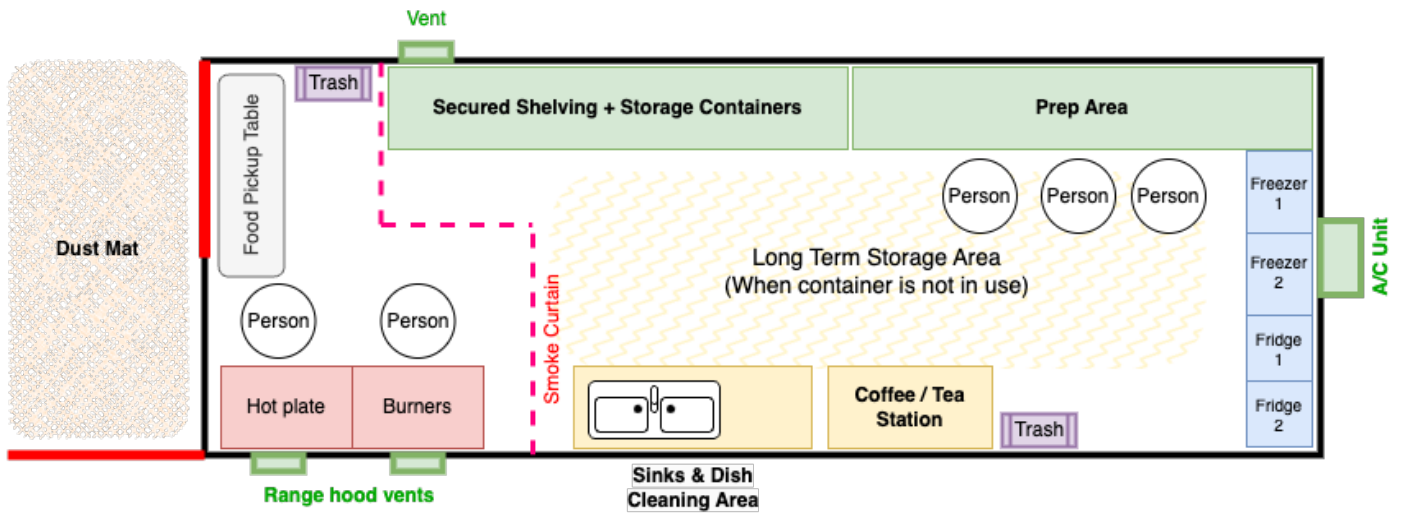 Vent
Trash
Secured Shelving + Storage Containers
Prep Area
Food Pickup Table
Dust Mat
Person
Person
Person
Freezer
1
Long Term Storage Area
(When container is not in use)
Freezer
2
A/C Unit
Person
Person
Smoke Curtain
Fridge
1
Hot plate
Burners
Coffee / Tea
Station
Trash
Fridge
2
Sinks & Dish
Cleaning Area
Range hood vents